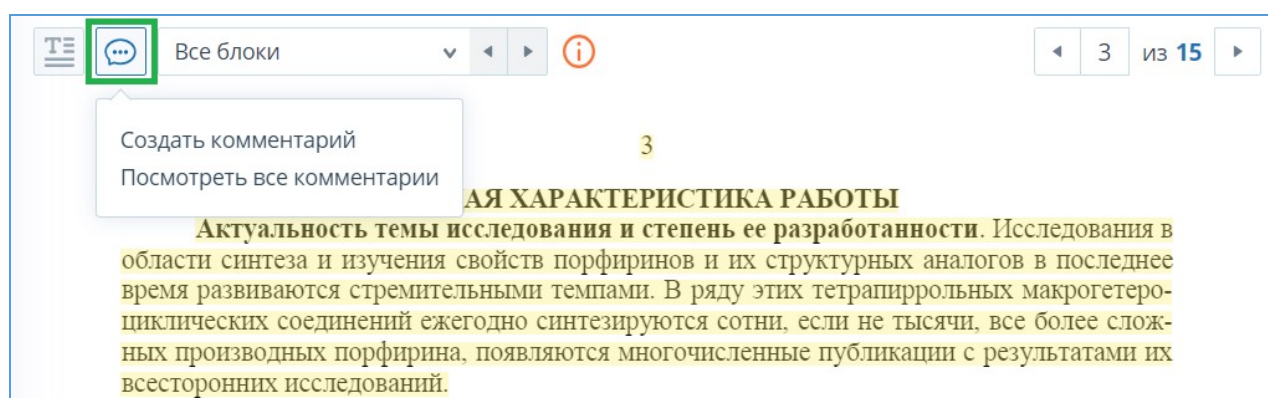 Все блоки
3 из 15
Создать комментарий
Посмотреть все комментарии
3
АЯ ХАРАКТЕРИСТИКА РАБОТЫ
Актуальность темы исследования и степень ее разработанности. Исследования в
области синтеза и изучения свойств порфиринов и их структурных аналогов в последнее
время развиваются стремительными темпами. В ряду этих тетрапиррольных макрогетеро-
циклических соединений ежегодно синтезируются сотни, если не тысячи, все более слож-
ных производных порфирина, появляются многочисленные публикации с результатами их
всесторонних исследований.